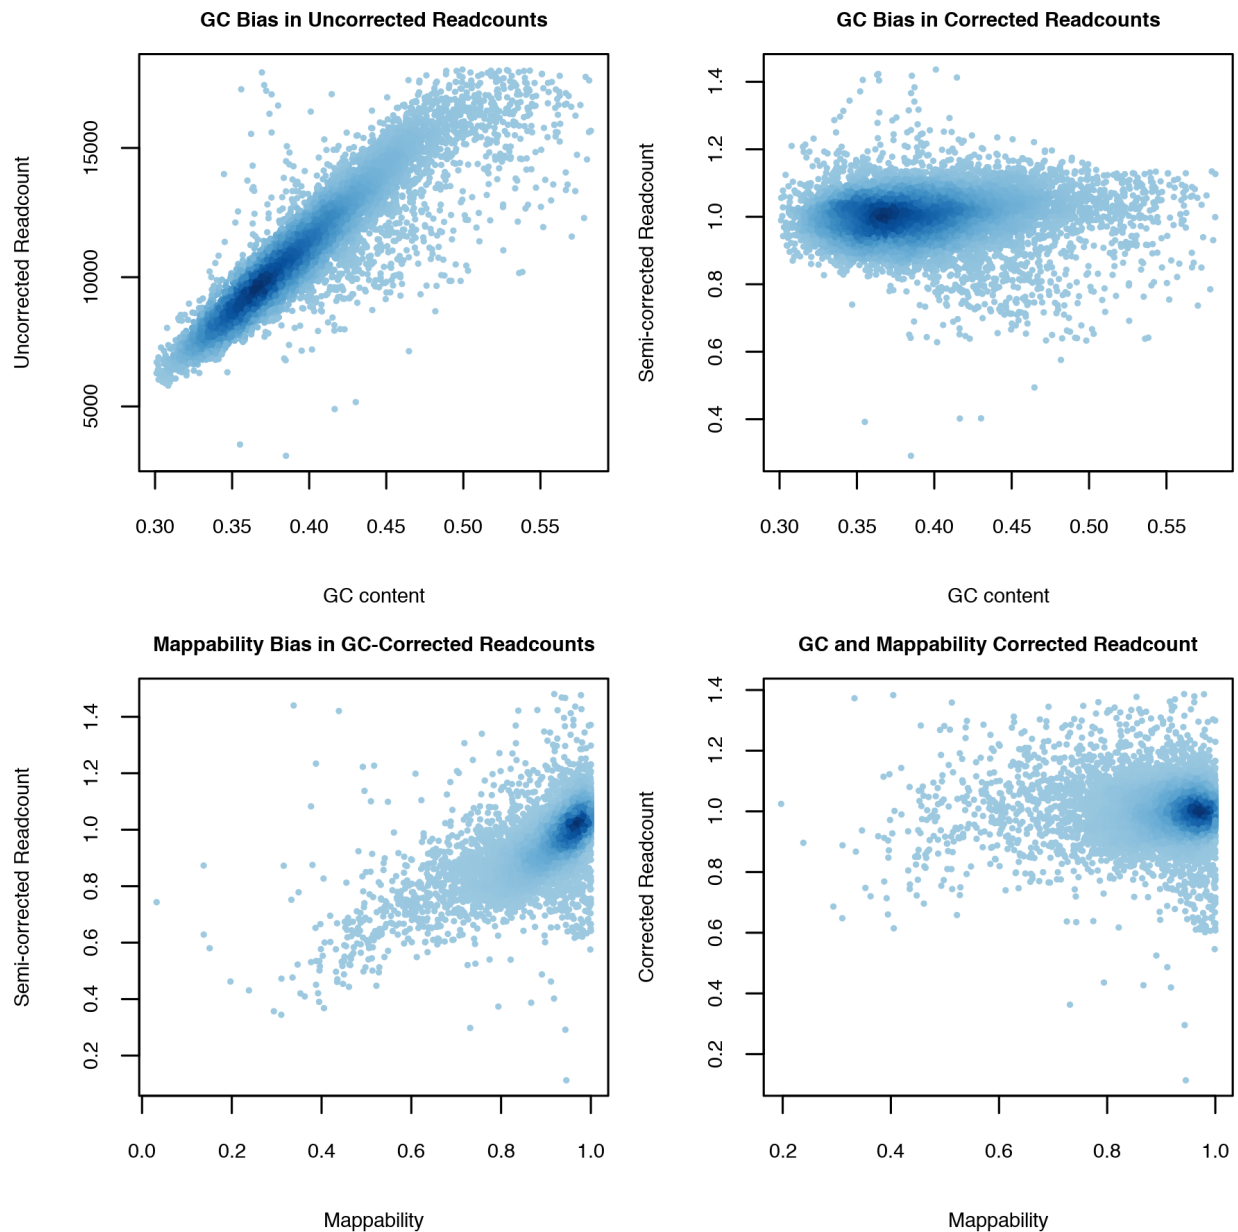 GC Bias in Uncorrected Readcounts
Uncorrected Readcount
15000
10000
5000
0.30 0.35 0.40 0.45 0.50 0.55
GC content
GC Bias in Corrected Readcounts
Semi-corrected Readcount
1.4
1.2
1.0
0.8
0.6
0.4
0.30 0.35 0.40 0.45 0.50 0.55
GC content
Mappability Bias in GC-Corrected Readcounts
Semi-corrected Readcount
1.4
1.2
1.0
0.8
0.6
0.4
0.2
0.0 0.2 0.4 0.6 0.8 1.0
Mappability
GC and Mappability Corrected Readcount
Corrected Readcount
1.4
1.2
1.0
0.8
0.6
0.4
0.2
0.2 0.4 0.6 0.8 1.0
Mappability